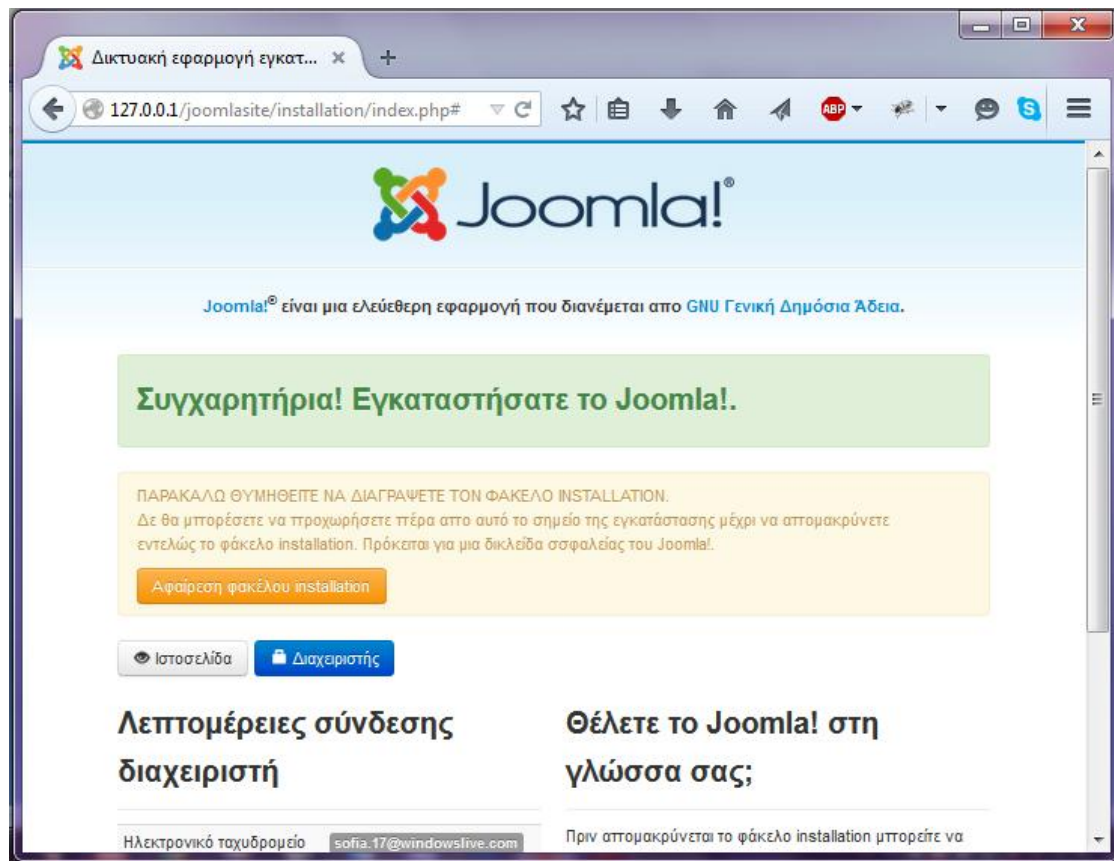 Δικτυακή εφαρμογή εγκατ...
127.0.0.1/joomlasite/installation/index.php#
ABP
Joomla!®
Joomla!® είναι μια ελεύεθερη εφαρμογή που διανέμεται απο GNU Γενική Δημόσια Άδεια.
Συγχαρητήρια! Εγκαταστήσατε το Joomla!.
ΠΑΡΑΚΑΛΩ ΘΥΜΗΘΕΙΤΕ ΝΑ ΔΙΑΓΡΑΨΕΤΕ ΤΟΝ ΦΑΚΕΛΟ INSTALLATION.
Δε θα μπορέσετε να προχωρήσετε πέρα απο αυτό το σημείο της εγκατάστασης μέχρι να απομακρύνετε
εντελώς το φάκελο installation. Πρόκειται για μια δικλείδα σσφαλείας του Joomla!.
Αφαίρεση φακέλου installation
Ιστοσελίδα
Διαχειριστής
Λεπτομέρειες σύνδεσης
διαχειριστή
Ηλεκτρονικό ταχυδρομείο sofia.17@windowslive.com
Θέλετε το Joomla! στη
γλώσσα σας;
Πριν απομακρύνεται το φάκελο installation μπορείτε να